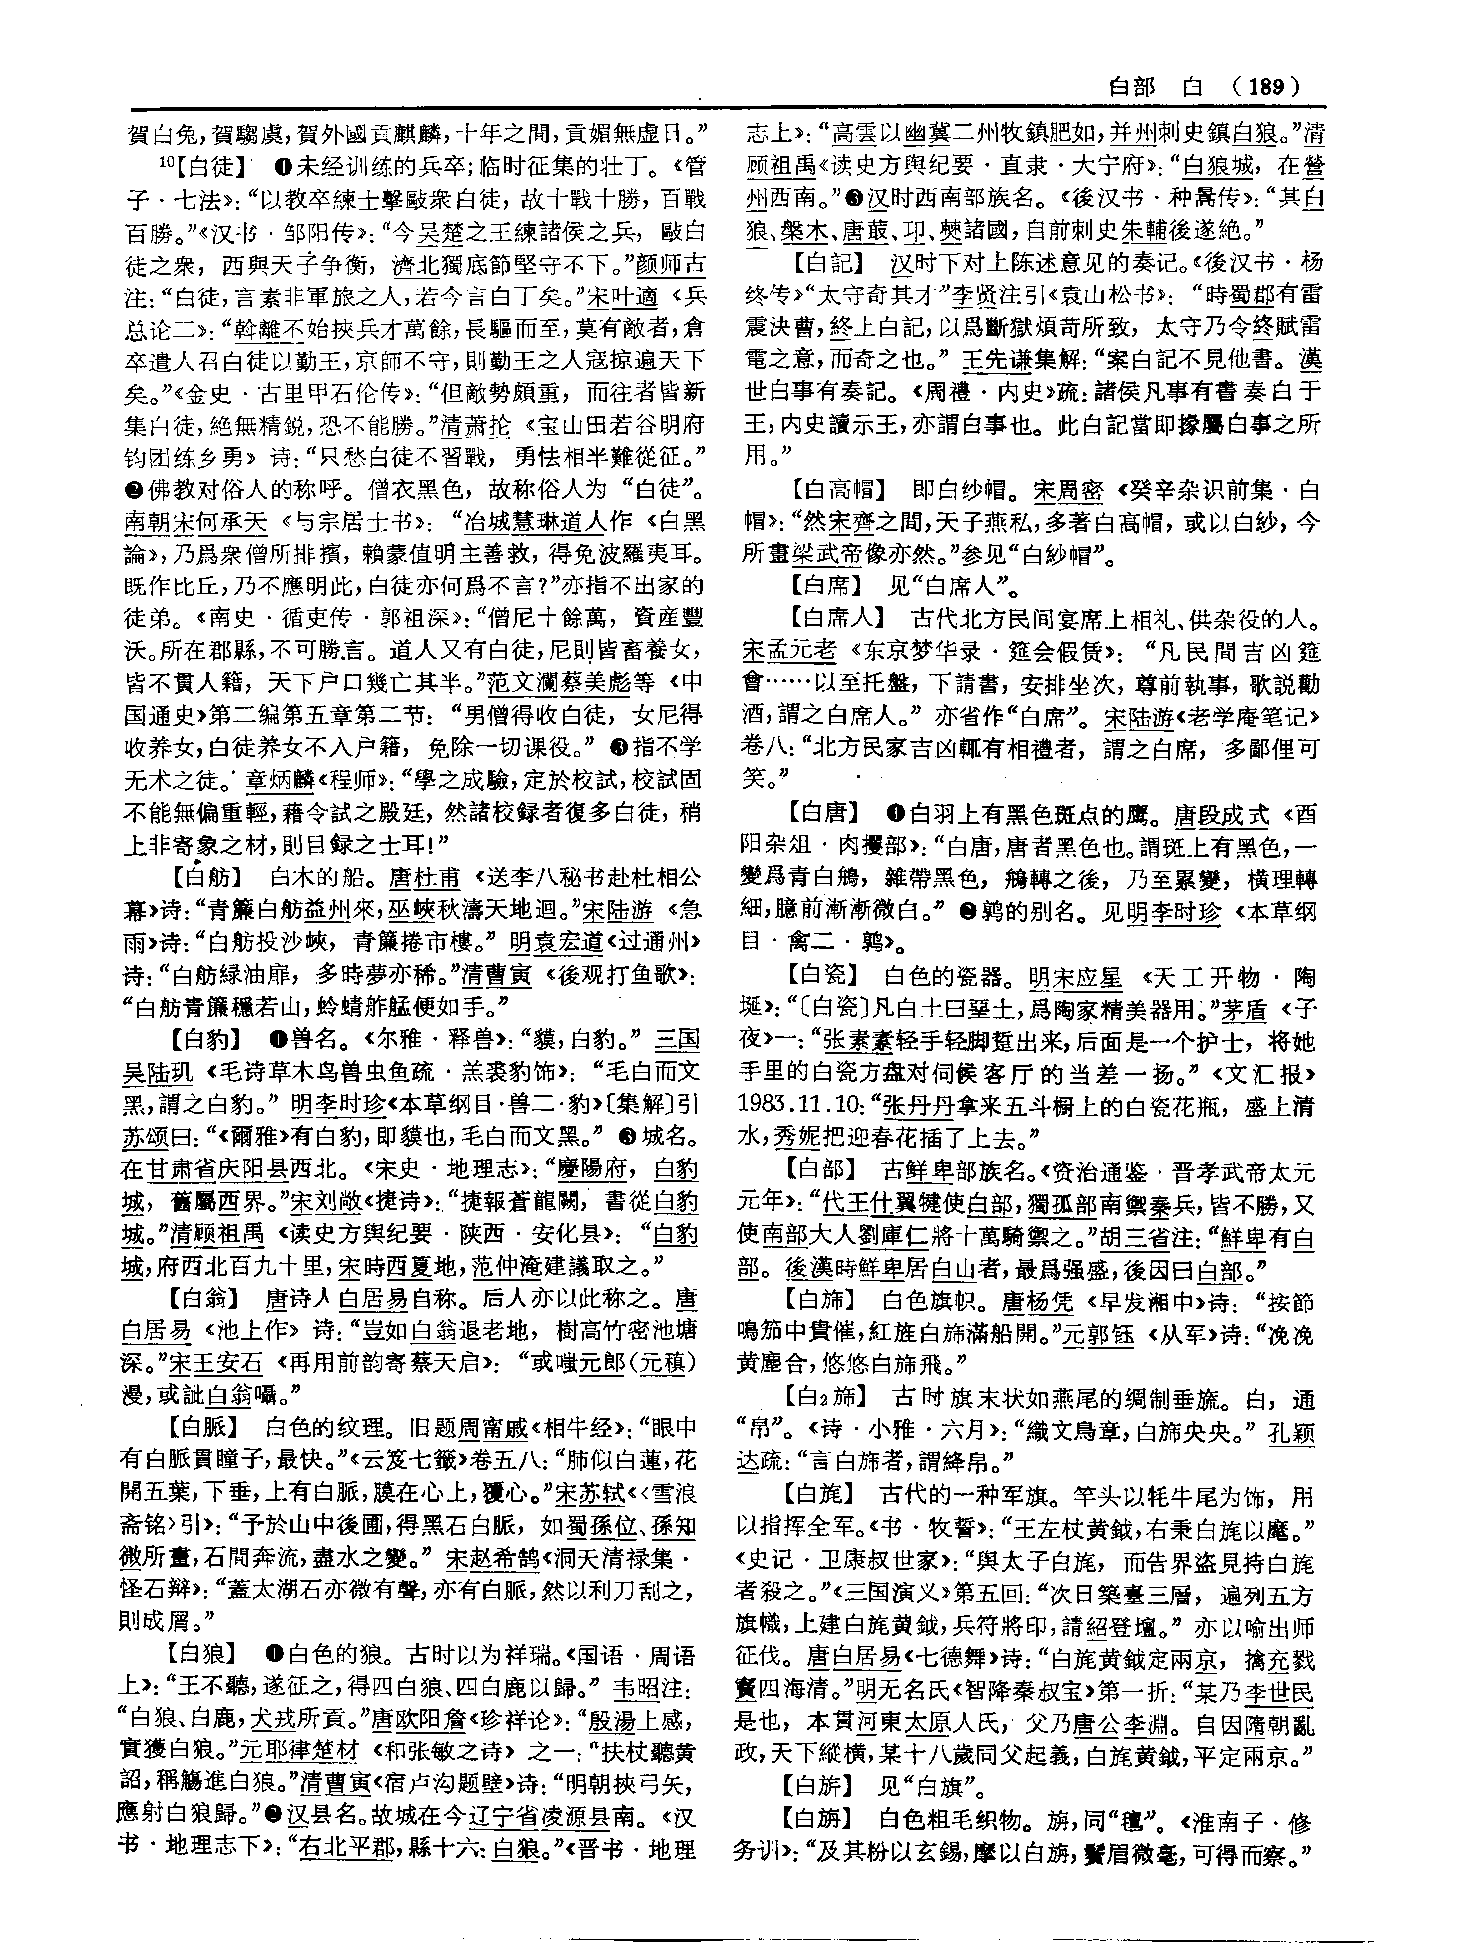 白部　白　（189）
賀白兔，賀騶虞，賀外國貢麒麟，十年之間，貢媚無虛日。”
10【白徒】　❶未经训练的兵卒；临时征集的壮丁。《管
子·七法》：“以教卒練士擊敺衆白徒，故十戰十勝，百戰
百勝。”《汉书·邹阳传》：“今吴楚之王練諸侯之兵，敺白
徒之衆，西與天子争衡，濟北獨底節堅守不下。”颜师古
注：“白徒，言素非軍旅之人，若今言白丁矣。”宋叶適《兵
总论二》：“斡離不始挾兵才萬餘，長驅而至，莫有敵者，倉
卒遣人召白徒以勤王，京師不守，則勤王之人寇掠遍天下
矣。”《金史·古里甲石伦传》：“但敵勢頗重，而往者皆新
集白徒，絶無精鋭，恐不能勝。”清萧抡《宝山田若谷明府
钧团练乡勇》诗：“只愁白徒不習戰，勇怯相半難從征。”
❷佛教对俗人的称呼。僧衣黑色，故称俗人为“白徒”。
南朝宋何承天《与宗居士书》：“冶城慧琳道人作《白黑
論》，乃爲衆僧所排擯，賴蒙值明主善救，得免波羅夷耳。
既作比丘，乃不應明此，白徒亦何爲不言？”亦指不出家的
徒弟。《南史·循吏传·郭祖深》：“僧尼十餘萬，資産豐
沃。所在郡縣，不可勝言。道人又有白徒，尼則皆畜養女，
皆不貫人籍，天下户口幾亡其半。”范文瀾蔡美彪等《中
国通史》第二编第五章第二节：“男僧得收白徒，女尼得
收养女，白徒养女不入户籍，免除一切课役。”❸指不学
无术之徒。章炳麟《程师》：“學之成驗，定於校試，校試固
不能無偏重輕，藉令試之殿廷，然諸校録者復多白徒，稍
上非寄象之材，則目録之士耳！”
【白舫】　白木的船。唐杜甫《送李八秘书赴杜相公
幕》诗：“青簾白舫益州來，巫峽秋濤天地迴。”宋陆游《急
雨》诗：“白舫投沙峽，青簾捲市樓。”明袁宏道《过通州》
诗：“白舫緑油扉，多時夢亦稀。”清曹寅《後观打鱼歌》：
“白舫青簾穩若山，蛉蜻舴艋便如手。”
【白豹】　❶兽名。《尔雅·释兽》：“貘，白豹。”三国
吴陆玑《毛诗草木鸟兽虫鱼疏·羔裘豹饰》：“毛白而文
黑，謂之白豹。”明李时珍《本草纲目·兽二·豹》〔集解〕引
苏颂曰：“《爾雅》有白豹，即貘也，毛白而文黑。”❸城名。
在甘肃省庆阳县西北。《宋史·地理志》：“慶陽府，白豹
城，舊屬西界。”宋刘敞《捷诗》：“捷報蒼龍闕，書從白豹
城。”清顾祖禹《读史方舆纪要·陕西·安化县》：“白豹
城，府西北百九十里，宋時西夏地，范仲淹建議取之。”
【白翁】　唐诗人白居易自称。后人亦以此称之。唐
白居易《池上作》诗：“豈如白翁退老地，樹高竹密池塘
深。”宋王安石《再用前韵寄蔡天启》：“或嗤元郎（元稹）
漫，或訿白翁囁。”
【白脈】　白色的纹理。旧题周甯戚《相牛经》：“眼中
有白脈貫瞳子，最快。”《云笈七籤》卷五八：“肺似白蓮，花
開五葉，下垂，上有白脈，膜在心上，覆心。”宋苏轼《〈雪浪
斋铭〉引》：“予於山中後圃，得黑石白脈，如蜀孫位、孫知
微所畫，石間奔流，盡水之變。”宋赵希鹄《洞天清禄集·
怪石辩》：“蓋太湖石亦微有聲，亦有白脈，然以利刀刮之，
則成屑。”
【白狼】　❶白色的狼。古时以为祥瑞。《国语·周语
上》：“王不聽，遂征之，得四白狼、四白鹿以歸。”韦昭注：
“白狼、白鹿，犬戎所貢。”唐欧阳詹《珍祥论》：“殷湯上感，
實獲白狼。”元耶律楚材《和张敏之诗》之一：“扶杖聽黄
詔，稱觴進白狼。”清曹寅《宿卢沟题壁》诗：“明朝挾弓矢，
應射白狼歸。”❷汉县名。故城在今辽宁省凌源县南。《汉
书·地理志下》：“右北平郡，縣十六：白狼。”《晋书·地理
志上》：“高雲以幽冀二州牧鎮肥如，并州刺史鎮白狼。”清
顾祖禹《读史方舆纪要·直隶·大宁府》：“白狼城，在營
州西南。”❸汉时西南部族名。《後汉书·种暠传》：“其白
狼、槃木、唐菆、邛、僰諸國，自前刺史朱輔後遂絶。”
【白記】　汉时下对上陈述意见的奏记。《後汉书·杨
终传》“太守奇其才”李贤注引《袁山松书》：“時蜀郡有雷
震決曹，終上白記，以爲斷獄煩苛所致，太守乃令終賦雷
電之意，而奇之也。”王先谦集解：“案白記不見他書。漢
世白事有奏記。《周禮·内史》疏：諸侯凡事有書奏白于
王，内史讀示王，亦謂白事也。此白記當即掾屬白事之所
用。”
【白高帽】　即白纱帽。宋周密《癸辛杂识前集·白
帽》：“然宋齊之間，天子燕私，多著白高帽，或以白紗，今
所畫梁武帝像亦然。”参见“白紗帽”。
【白席】　见“白席人”。
【白席人】　古代北方民间宴席上相礼、供杂役的人。
宋孟元老《东京梦华录·筵会假赁》：“凡民間吉凶筵
會……以至托盤，下請書，安排坐次，尊前執事，歌説勸
酒，謂之白席人。”亦省作“白席”。宋陆游《老学庵笔记》
卷八：“北方民家吉凶輒有相禮者，謂之白席，多鄙俚可
笑。”
【白唐】　❶白羽上有黑色斑点的鹰。唐段成式《酉
阳杂俎·肉攫部》：“白唐，唐者黑色也。謂斑上有黑色，一
變爲青白鴘，雜帶黑色，鴘轉之後，乃至累變，橫理轉
細，臆前漸漸微白。”❷鹑的别名。见明李时珍《本草纲
目·禽二·鹑》。
【白瓷】　白色的瓷器。明宋应星《天工开物·陶
埏》：“〔白瓷〕凡白土曰堊土，爲陶家精美器用。”茅盾《子
夜》一：“张素素轻手轻脚踅出来，后面是一个护士，将她
手里的白瓷方盘对伺候客厅的当差一扬。”《文汇报》
1983.11.10：“张丹丹拿来五斗橱上的白瓷花瓶，盛上清
水，秀妮把迎春花插了上去。”
【白部】　古鲜卑部族名。《资治通鉴·晋孝武帝太元
元年》：“代王什翼犍使白部，獨孤部南禦秦兵，皆不勝，又
使南部大人劉庫仁將十萬騎禦之。”胡三省注：“鮮卑有白
部。後漢時鮮卑居白山者，最爲强盛，後因曰白部。”
【白斾】　白色旗帜。唐杨凭《早发湘中》诗：“按節
鳴笳中貴催，紅旌白斾滿船開。”元郭钰《从军》诗：“浼浼
黄塵合，悠悠白斾飛。”
【白2斾】　古时旗末状如燕尾的绸制垂旒。白，通
“帛”。《诗·小雅·六月》：“織文鳥章，白斾央央。”孔颖
达疏：“言白斾者，謂絳帛。”
【白旄】　古代的一种军旗。竿头以牦牛尾为饰，用
以指挥全军。《书·牧誓》：“王左杖黄鉞，右秉白旄以麾。”
《史记·卫康叔世家》：“與太子白旄，而告界盗見持白旄
者殺之。”《三国演义》第五回：“次日築臺三層，遍列五方
旗幟，上建白旄黄鉞，兵符將印，請紹登壇。”亦以喻出师
征伐。唐白居易《七德舞》诗：“白旄黄鉞定兩京，擒充戮
竇四海清。”明无名氏《智降秦叔宝》第一折：“某乃李世民
是也，本貫河東太原人氏，父乃唐公李淵。自因隋朝亂
政，天下縱横，某十八歲同父起義，白旄黄鉞，平定兩京。”
【白旂】　见“白旗”。
【白旃】　白色粗毛织物。旃，同“氈”。《淮南子·修
务训》：“及其粉以玄錫，摩以白旃，鬢眉微毫，可得而察。”